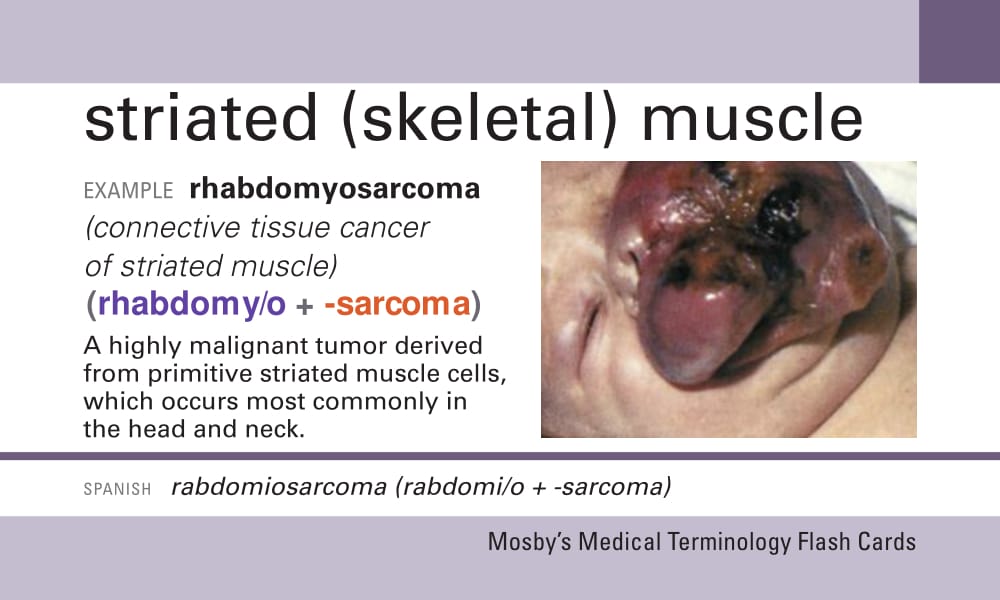 striated (skeletal) muscle
EXAMPLE rhabdomyosarcoma
(connective tissue cancer
of striated muscle)
(rhabdomy/o + -sarcoma)
A highly malignant tumor derived
from primitive striated muscle cells,
which occurs most commonly in
the head and neck.
SPANISH rabdomiosarcoma (rabdomi/o + -sarcoma)
Mosby's Medical Terminology Flash Cards